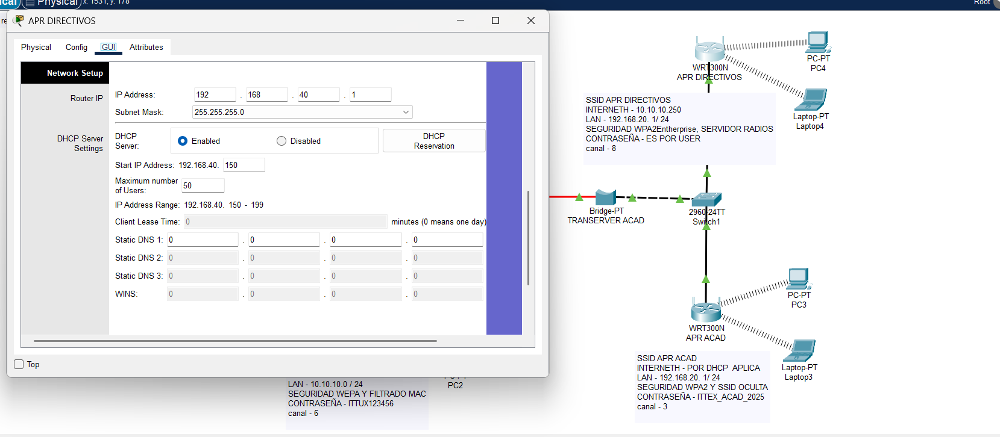 Physical
x: 1531, y: 178
Root
APR DIRECTIVOS
Physical
Config
GUI
Attributes
Network Setup
Router IP
IP Address:
192 . 168 . 40 . 1
Subnet Mask:
255.255.255.0
DHCP Server
Settings
DHCP
Server:
Enabled
Disabled
DHCP
Reservation
Start IP Address: 192.168.40. 150
Maximum number
of Users:
50
IP Address Range: 192.168.40. 150 - 199
Client Lease Time: 0 minutes (0 means one day)
Static DNS 1: 0 . 0 . 0 . 0
Static DNS 2: 0 . 0 . 0 . 0
Static DNS 3: 0 . 0 . 0 . 0
WINS: 0 . 0 . 0 . 0
Top
LAN - 10.10.10.0 / 24
SEGURIDAD WEPA Y FILTRADO MAC
CONTRASEÑA - ITTUX123456
canal - 6
PC2
WRT300N
APR DIRECTIVOS
PC-PT
PC4
Laptop-PT
Laptop4
SSID APR DIRECTIVOS
INTERNETH - 10.10.10.250
LAN - 192.168.20. 1/ 24
SEGURIDAD WPA2Entherprise, SERVIDOR RADIOS
CONTRASEÑA - ES POR USER
canal - 8
Bridge-PT
TRANSERVER ACAD
2960-24TT
Switch1
PC-PT
PC3
WRT300N
APR ACAD
Laptop-PT
Laptop3
SSID APR ACAD
INTERNETH - POR DHCP  APLICA
LAN - 192.168.20. 1/ 24
SEGURIDAD WPA2 Y SSID OCULTA
CONTRASEÑA - ITTEX_ACAD_2025
canal - 3